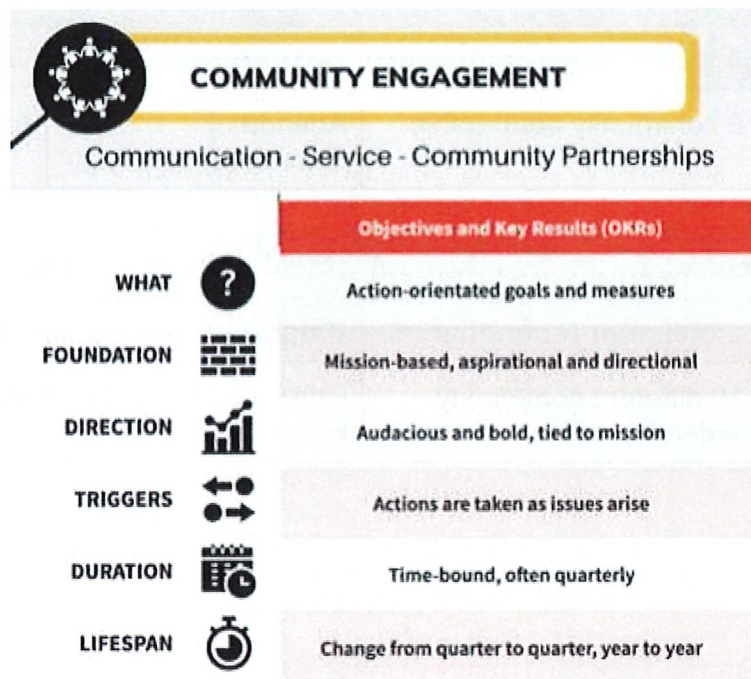 COMMUNITY ENGAGEMENT
Communication - Service - Community Partnerships
Objectives and Key Results (OKRs)
WHAT ? Action-orientated goals and measures
FOUNDATION Mission-based, aspirational and directional
DIRECTION Audacious and bold, tied to mission
TRIGGERS Actions are taken as issues arise
DURATION Time-bound, often quarterly
LIFESPAN Change from quarter to quarter, year to year